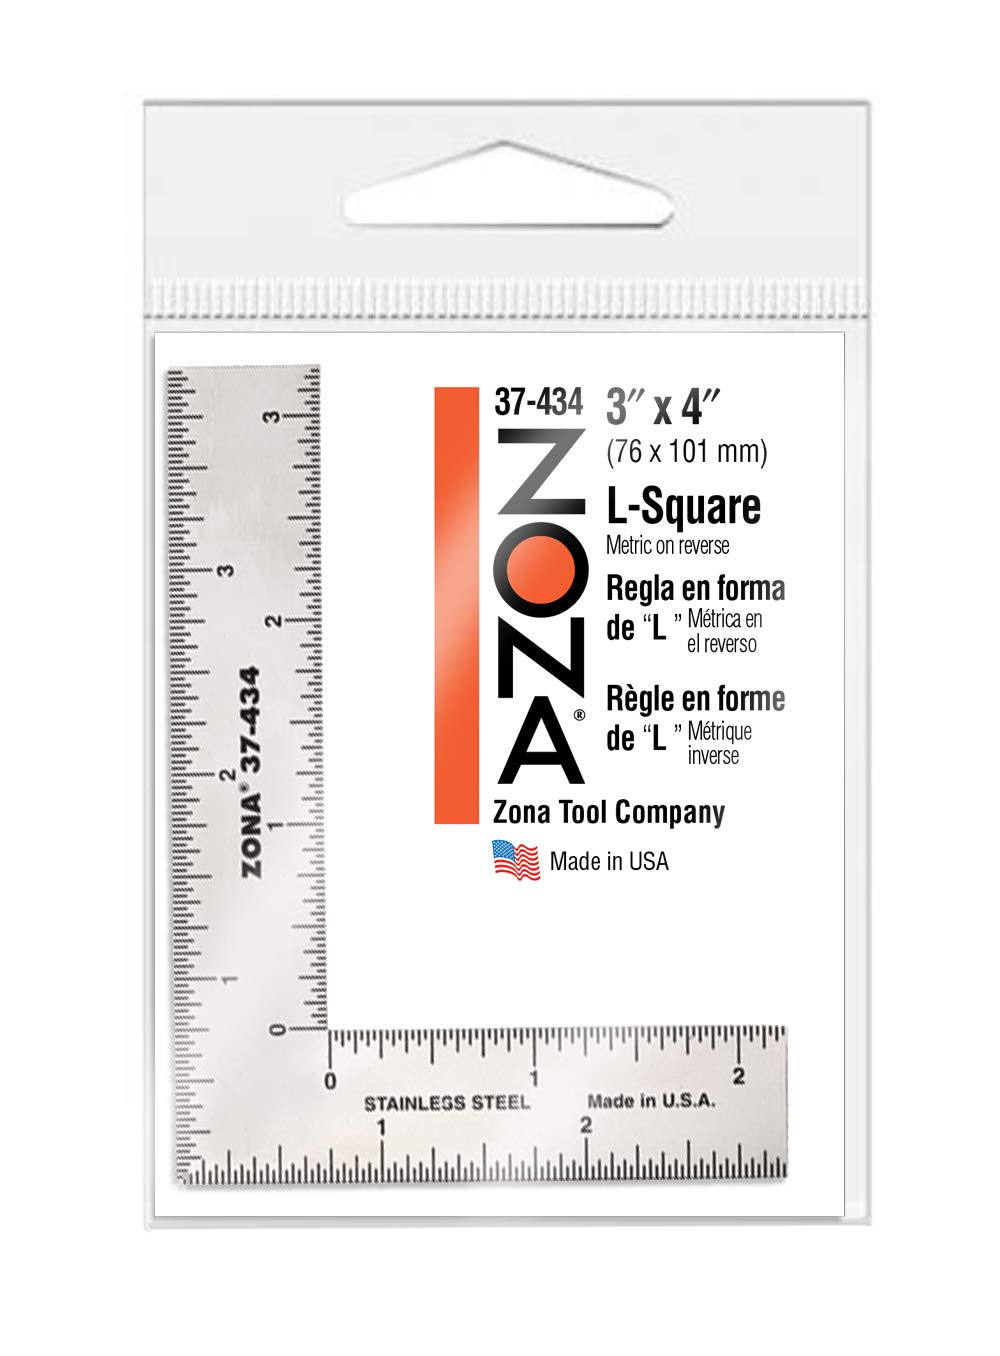 37-434
3″ x 4″
(76 x 101 mm)
ZONA®
L-Square
Metric on reverse
Regla en forma
de “L ” Métrica en
el reverso
Règle en forme
de “L ” Métrique
inverse
Zona Tool Company
Made in USA
3
2
1
0
3
2
1
ZONA® 37-434
0
1
2
STAINLESS STEEL
Made in U.S.A.
1
2